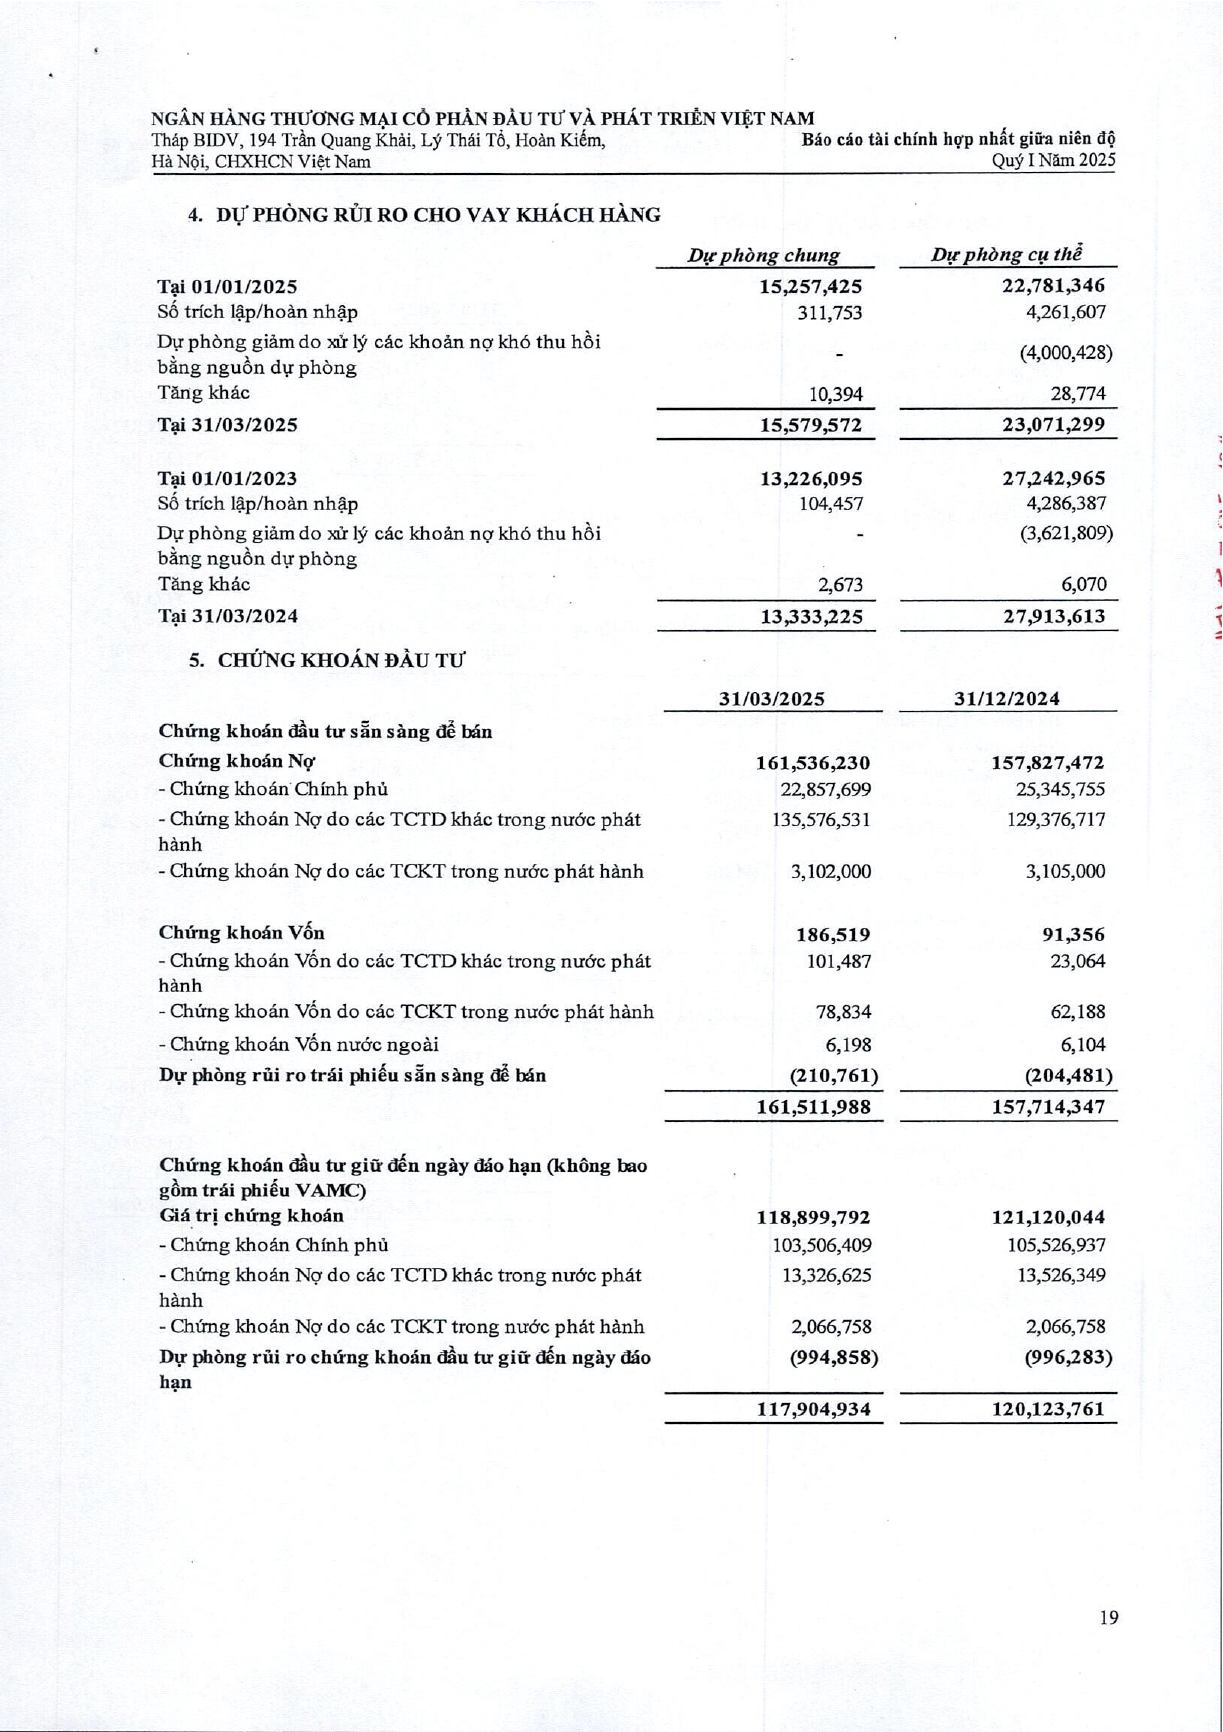 NGÂN HÀNG THƯƠNG MẠI CỔ PHẦN ĐẦU TƯ VÀ PHÁT TRIỂN VIỆT NAM
Tháp BIDV, 194 Trần Quang Khải, Lý Thái Tổ, Hoàn Kiếm, Báo cáo tài chính hợp nhất giữa niên độ
Hà Nội, CHXHCN Việt Nam Quý I Năm 2025
4. DỰ PHÒNG RỦI RO CHO VAY KHÁCH HÀNG
Dự phòng chung Dự phòng cụ thể
Tại 01/01/2025 15,257,425 22,781,346
Số trích lập/hoàn nhập 311,753 4,261,607
Dự phòng giảm do xử lý các khoản nợ khó thu hồi
bằng nguồn dự phòng - (4,000,428)
Tăng khác 10,394 28,774
Tại 31/03/2025 15,579,572 23,071,299
Tại 01/01/2023 13,226,095 27,242,965
Số trích lập/hoàn nhập 104,457 4,286,387
Dự phòng giảm do xử lý các khoản nợ khó thu hồi - (3,621,809)
bằng nguồn dự phòng
Tăng khác 2,673 6,070
Tại 31/03/2024 13,333,225 27,913,613
5. CHỨNG KHOÁN ĐẦU TƯ
31/03/2025 31/12/2024
Chứng khoán đầu tư sẵn sàng để bán
Chứng khoán Nợ 161,536,230 157,827,472
- Chứng khoán Chính phủ 22,857,699 25,345,755
- Chứng khoán Nợ do các TCTD khác trong nước phát 135,576,531 129,376,717
hành
- Chứng khoán Nợ do các TCKT trong nước phát hành 3,102,000 3,105,000
Chứng khoán Vốn 186,519 91,356
- Chứng khoán Vốn do các TCTD khác trong nước phát 101,487 23,064
hành
- Chứng khoán Vốn do các TCKT trong nước phát hành 78,834 62,188
- Chứng khoán Vốn nước ngoài 6,198 6,104
Dự phòng rủi ro trái phiếu sẵn sàng để bán (210,761) (204,481)
161,511,988 157,714,347
Chứng khoán đầu tư giữ đến ngày đáo hạn (không bao
gồm trái phiếu VAMC)
Giá trị chứng khoán 118,899,792 121,120,044
- Chứng khoán Chính phủ 103,506,409 105,526,937
- Chứng khoán Nợ do các TCTD khác trong nước phát 13,326,625 13,526,349
hành
- Chứng khoán Nợ do các TCKT trong nước phát hành 2,066,758 2,066,758
Dự phòng rủi ro chứng khoán đầu tư giữ đến ngày đáo (994,858) (996,283)
hạn
117,904,934 120,123,761
19